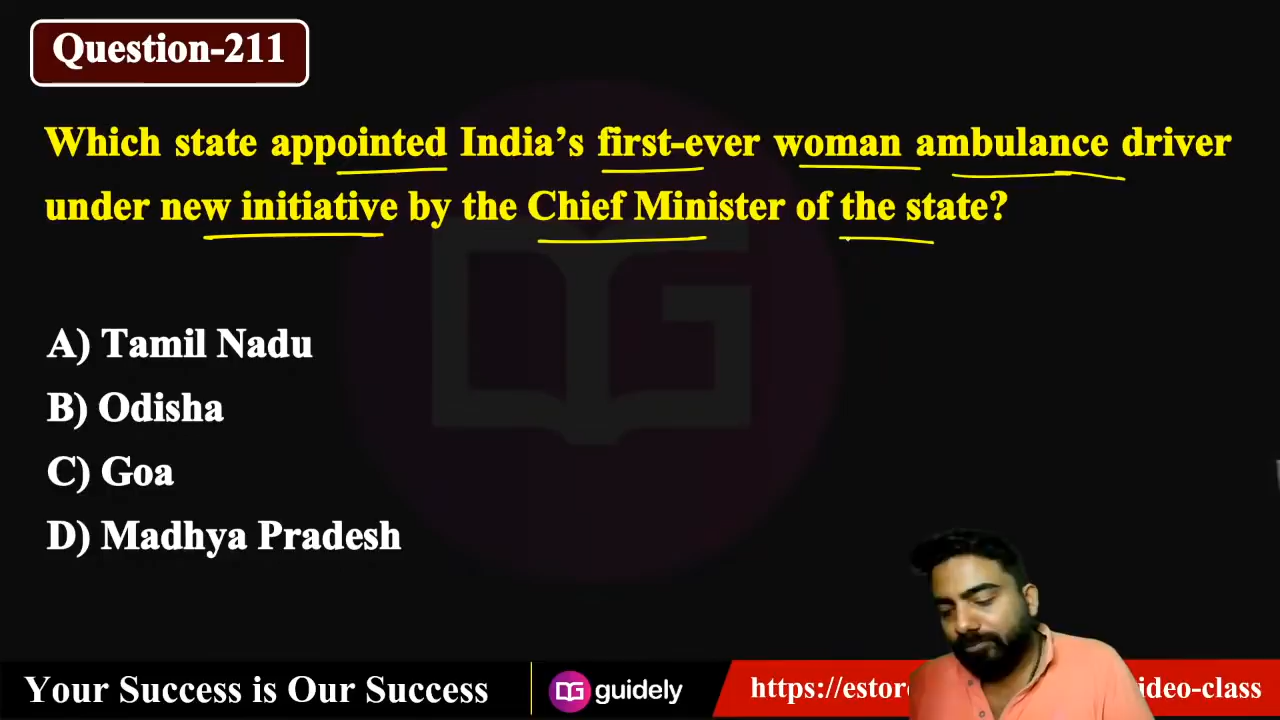 Question-211
Which state appointed India's first-ever woman ambulance driver
under new initiative by the Chief Minister of the state?
A) Tamil Nadu
B) Odisha
C) Goa
D) Madhya Pradesh
Your Success is Our Success
guidely
https://estor ideo-class